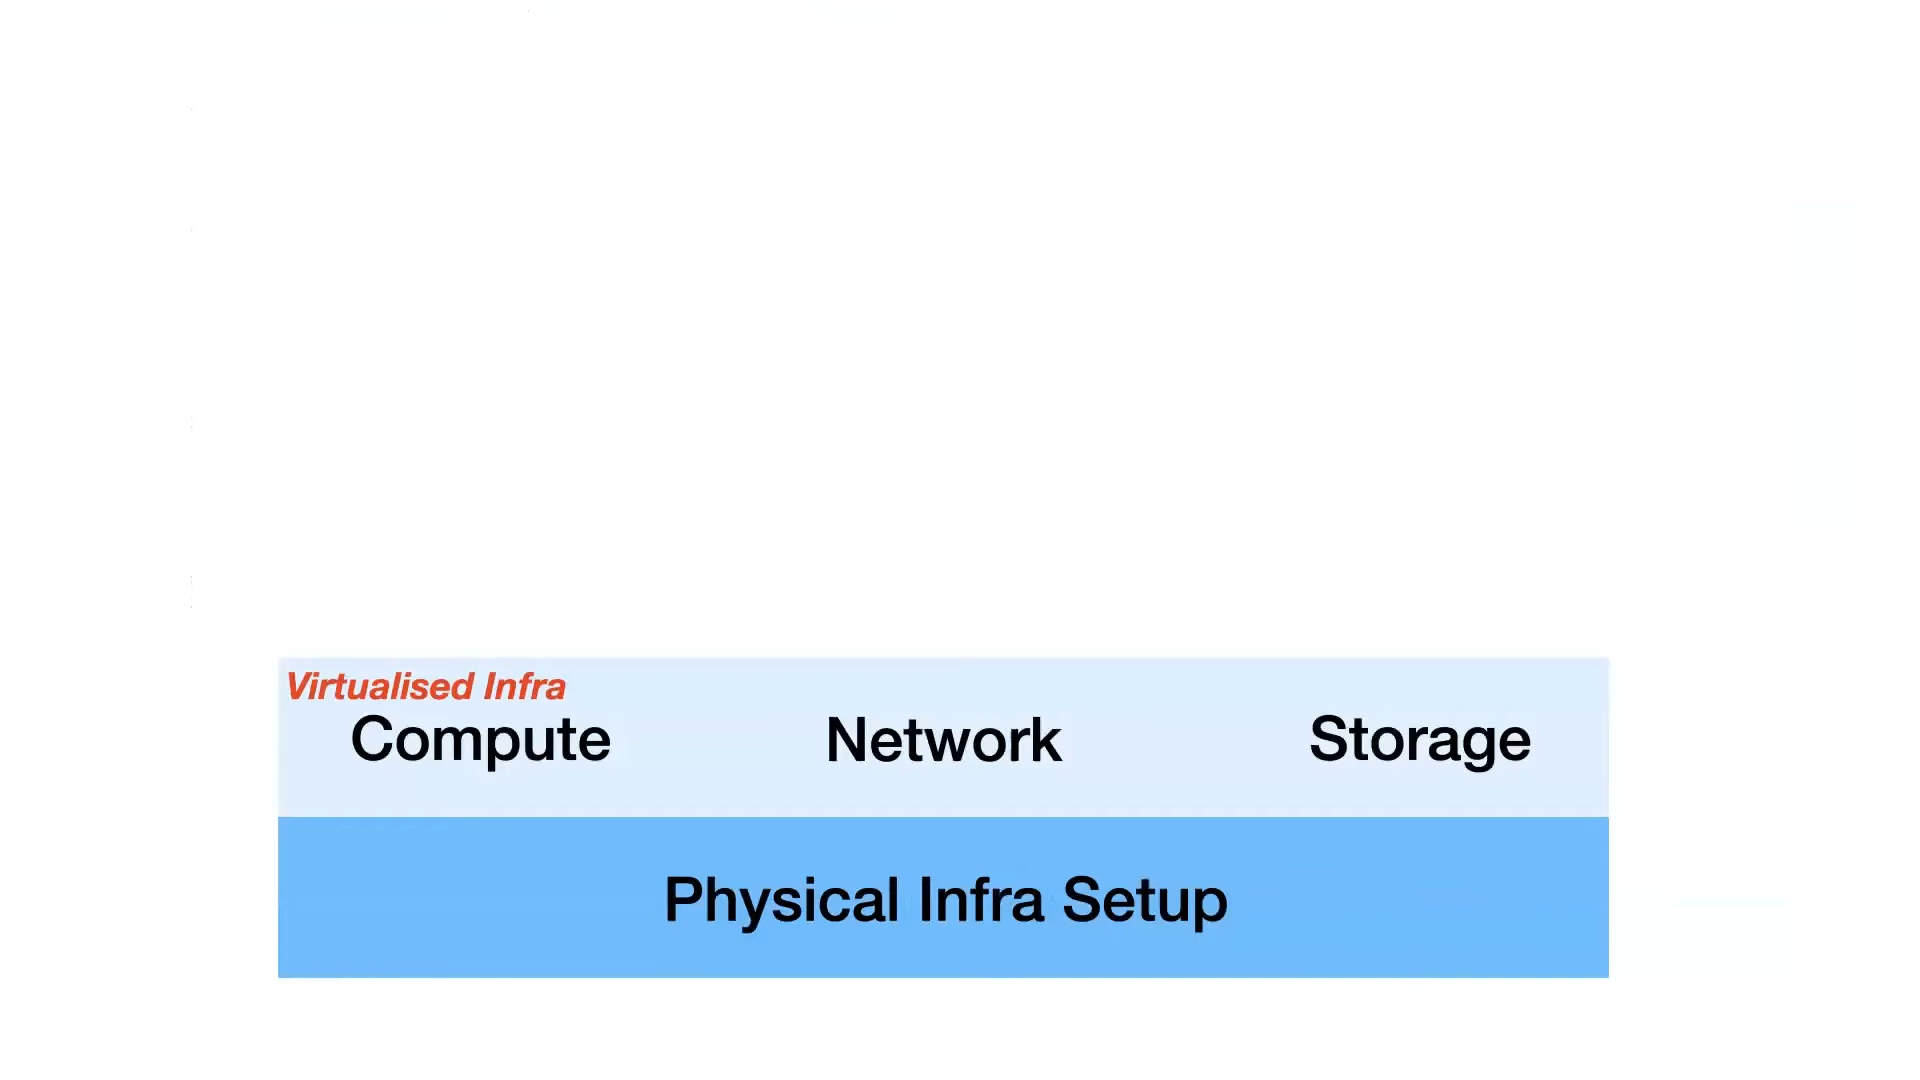 Virtualised Infra
Compute Network Storage
Physical Infra Setup